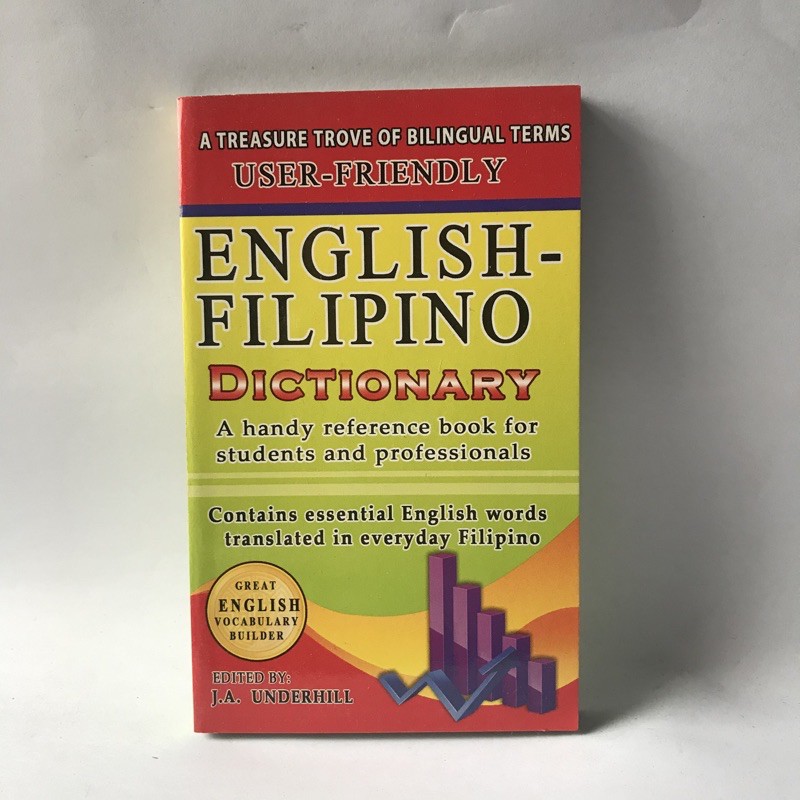 A TREASURE TROVE OF BILINGUAL TERMS
USER-FRIENDLY
ENGLISH-
FILIPINO
DICTIONARY
A handy reference book for
students and professionals
Contains essential English words
translated in everyday Filipino
GREAT
ENGLISH
VOCABULARY
BUILDER
EDITED BY:
J.A. UNDERHILL